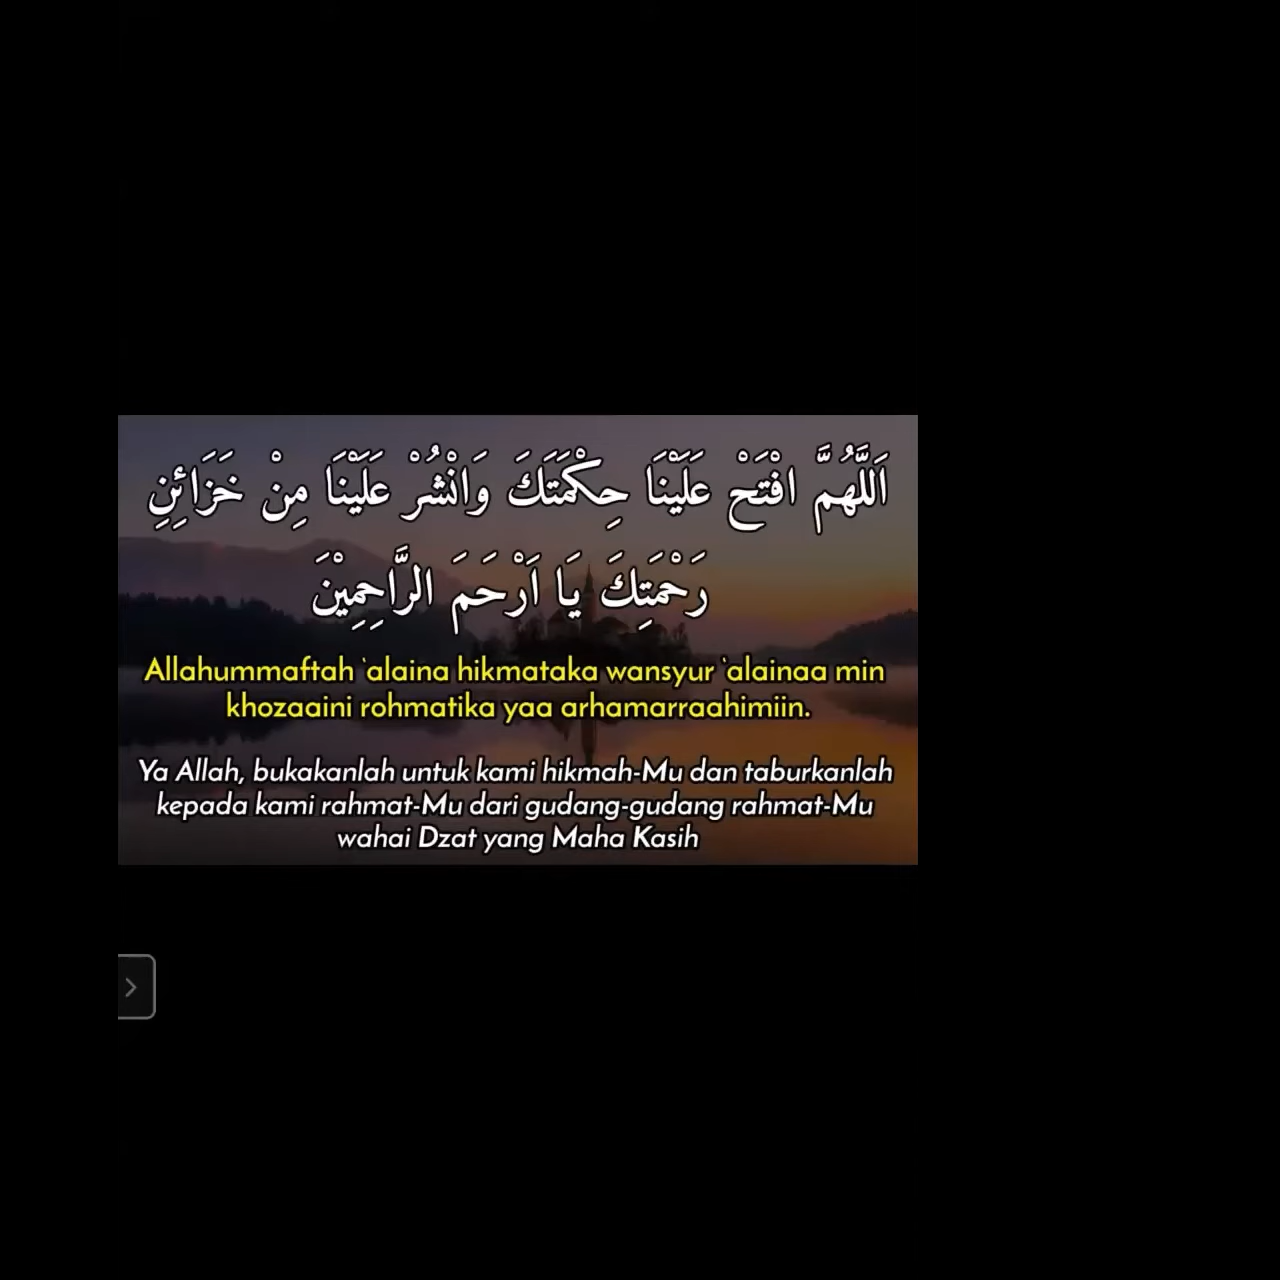 اَللَّهُمَّ افْتَحْ عَلَيْنَا حِكْمَتَكَ وَانْشُرْ عَلَيْنَا مِنْ خَزَائِنِ
رَحْمَتِكَ يَا اَرْحَمَ الرَّاحِمِيْنَ
Allahummaftah `alaina hikmataka wansyur `alainaa min
khozaaini rohmatika yaa arhamarraahimiin.
Ya Allah, bukakanlah untuk kami hikmah-Mu dan taburkanlah
kepada kami rahmat-Mu dari gudang-gudang rahmat-Mu
wahai Dzat yang Maha Kasih